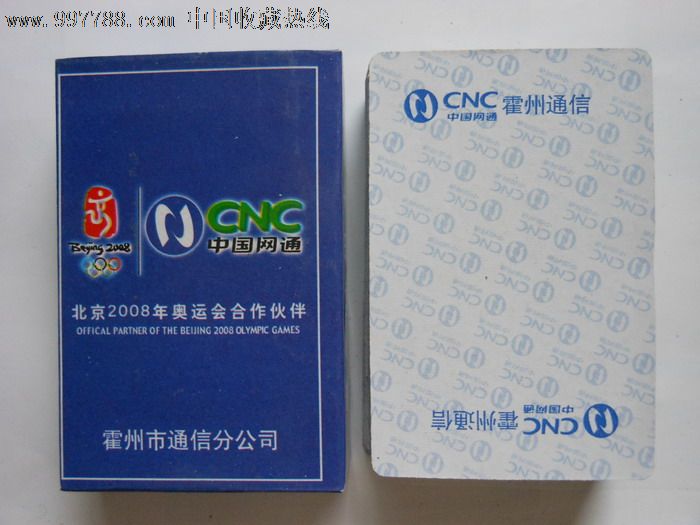 www.997788.com 中国收藏热线
Beijing 2008
CNC
中国网通
北京2008年奥运会合作伙伴
OFFICAL PARTNER OF THE BEIJING 2008 OLYMPIC GAMES
霍州市通信分公司
CNC 霍州通信
中国网通
CNC 霍州通信
中国网通